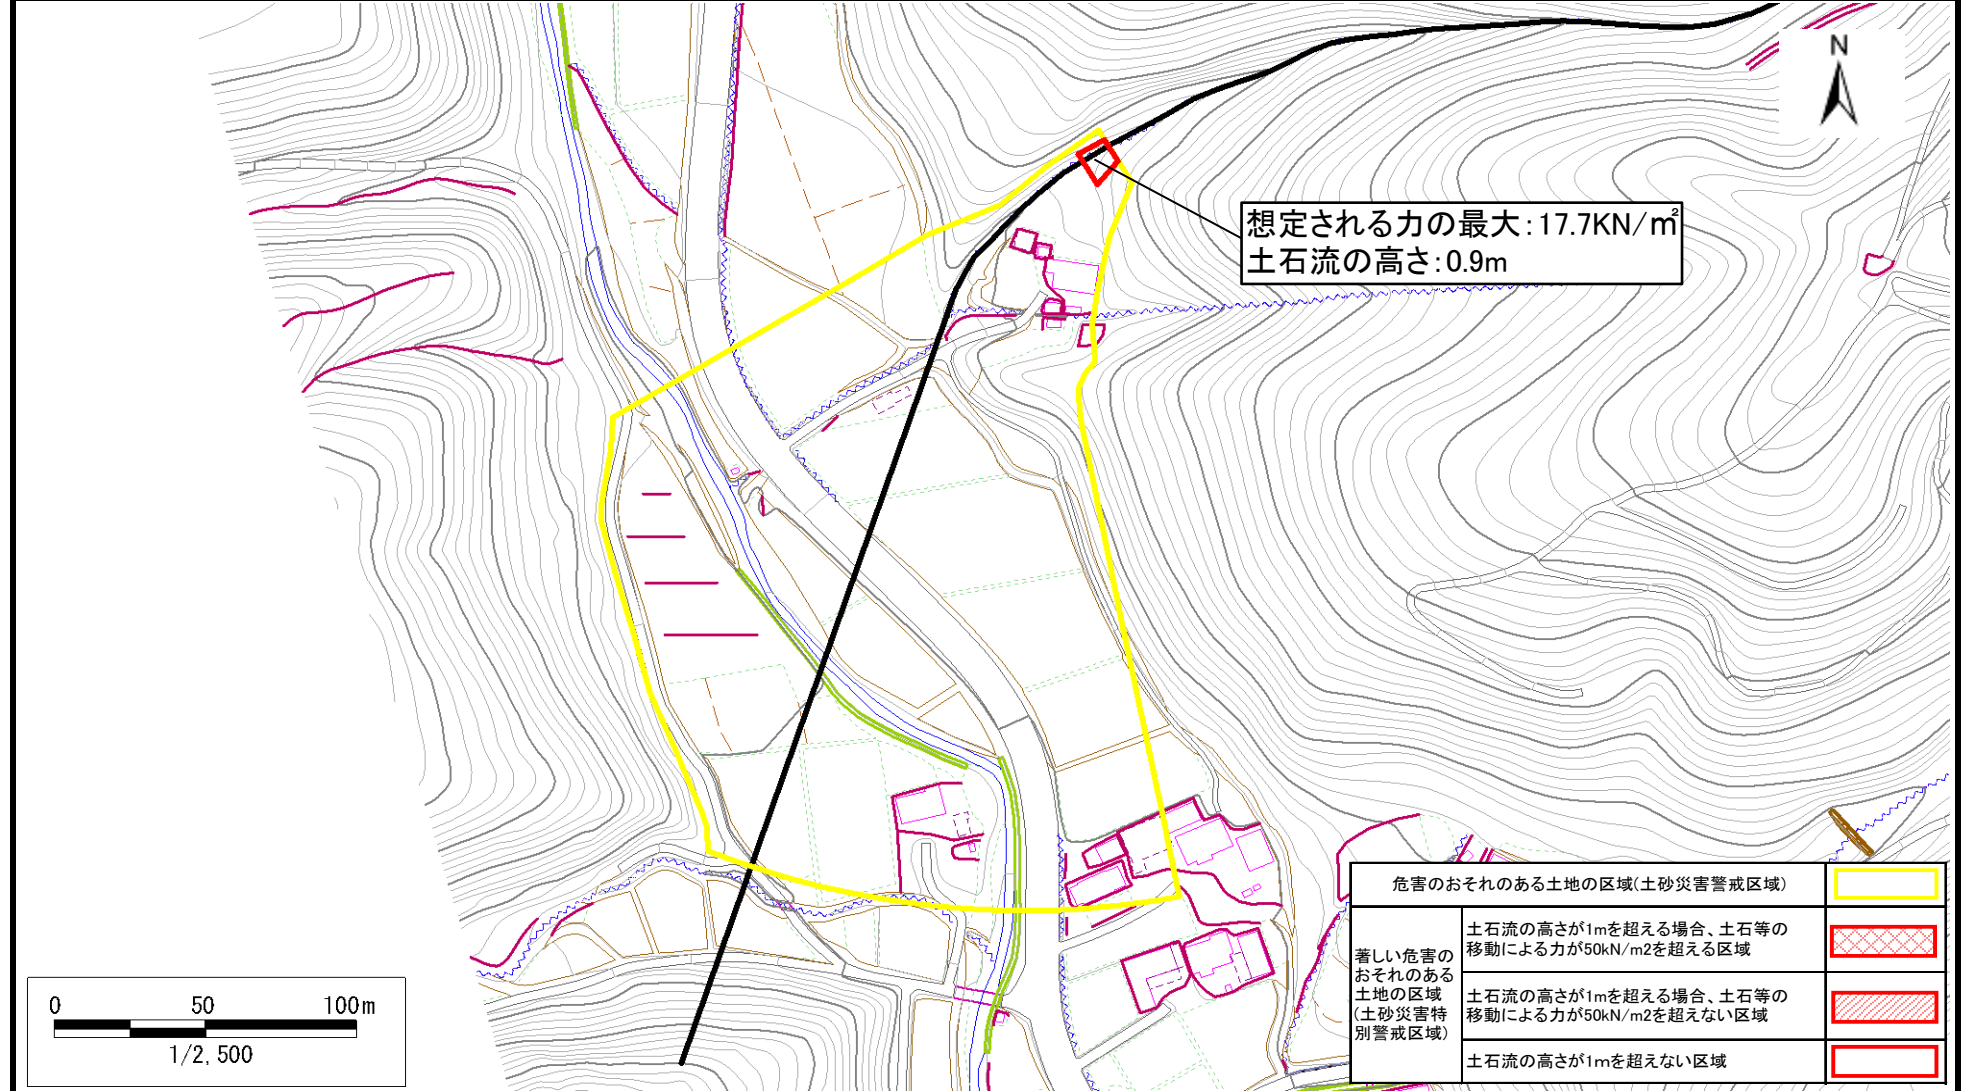 N
想定される力の最大:17.7KN/㎡
土石流の高さ:0.9m
危害のおそれのある土地の区域(土砂災害警戒区域)
著しい危害の
おそれのある
土地の区域
(土砂災害特
別警戒区域)
土石流の高さが1mを超える場合、土石等の
移動による力が50kN/m2を超える区域
土石流の高さが1mを超える場合、土石等の
移動による力が50kN/m2を超えない区域
土石流の高さが1mを超えない区域
0 50 100m
1/2,500